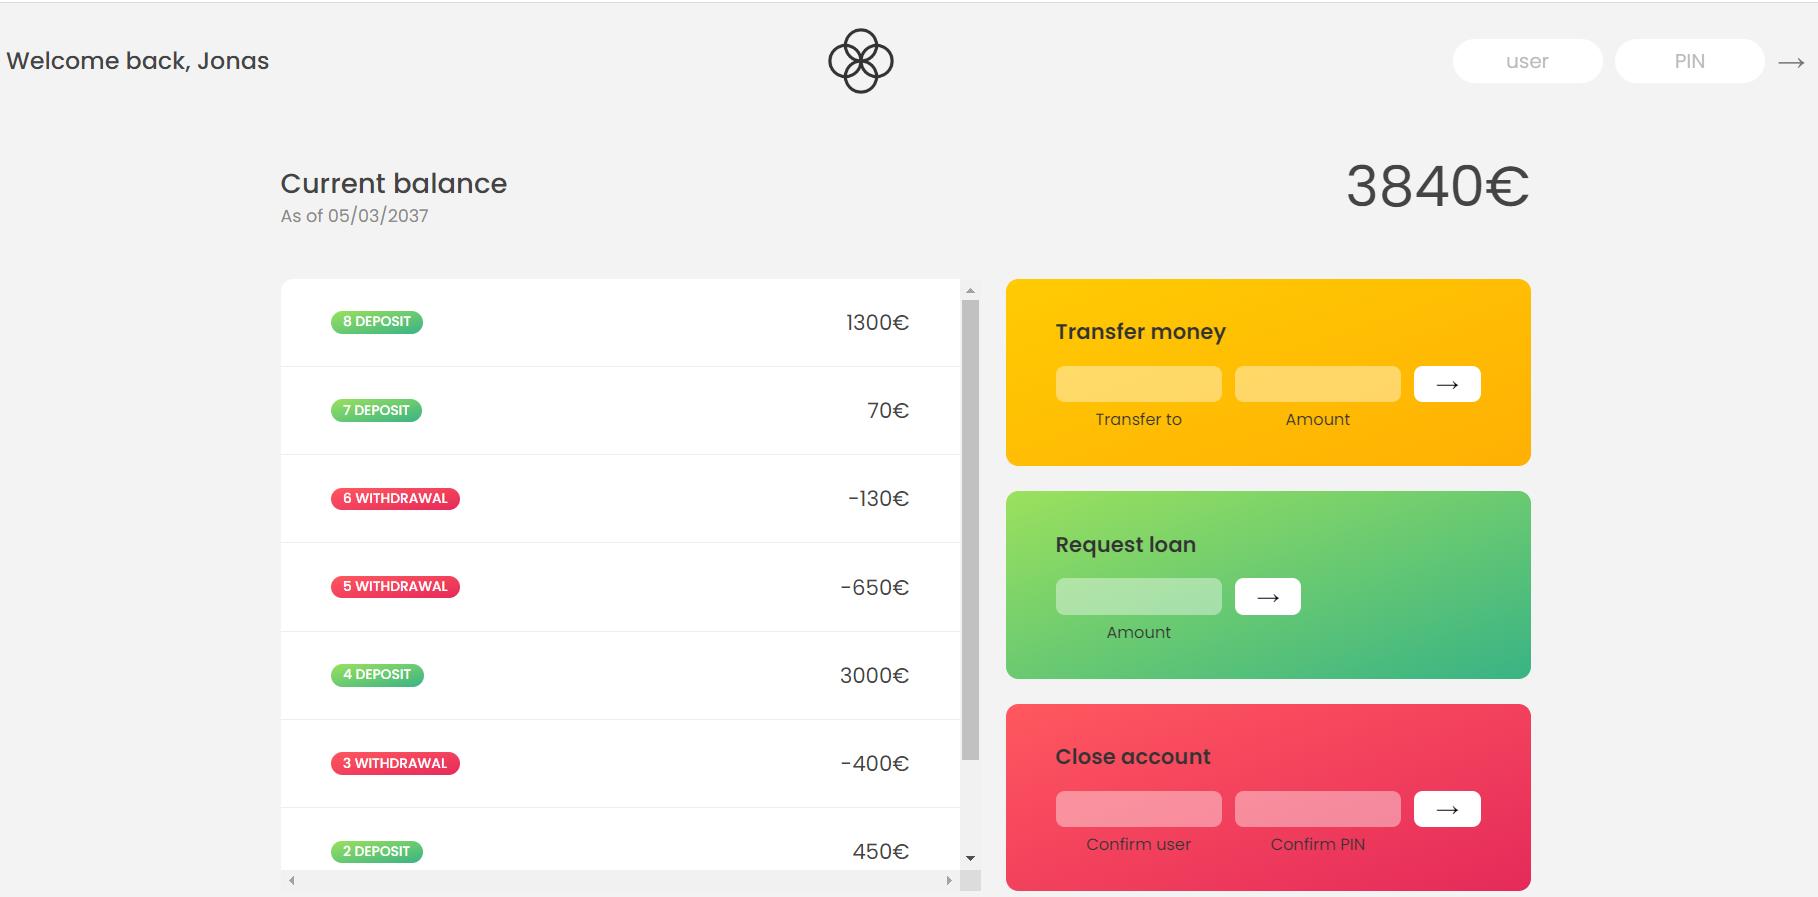 Welcome back, Jonas
user
PIN
→
Current balance
As of 05/03/2037
3840€
8 DEPOSIT 1300€
7 DEPOSIT 70€
6 WITHDRAWAL -130€
5 WITHDRAWAL -650€
4 DEPOSIT 3000€
3 WITHDRAWAL -400€
2 DEPOSIT 450€
Transfer money
→
Transfer to Amount
Request loan
→
Amount
Close account
→
Confirm user Confirm PIN